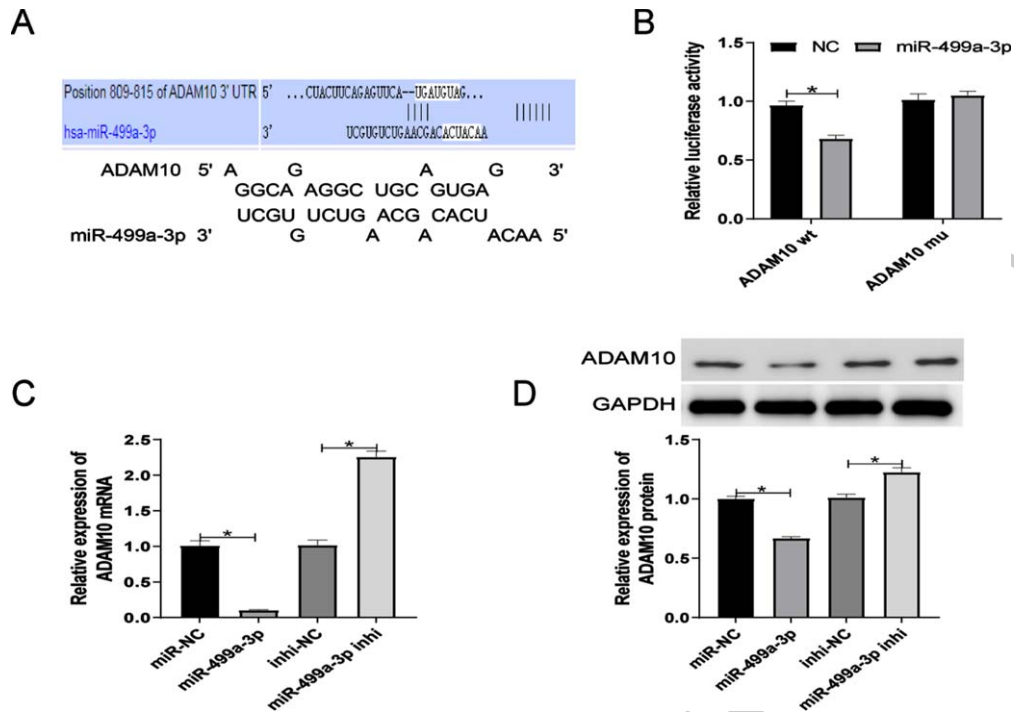 A
Position 809-815 of ADAM10 3' UTR 5' ...CUACUUCAGAGUUCA--UGAUGUAG...
hsa-miR-499a-3p 3' UCGUGUCUGAACGACACUACAA
ADAM10 5' A G A G 3'
GGCA AGGC UGC GUGA
UCGU UCUG ACG CACU
miR-499a-3p 3' G A A ACAA 5'
B
NC miR-499a-3p
Relative luciferase activity
1.5
1.0
0.5
0.0
*
ADAM10 wt
ADAM10 mu
C
Relative expression of
ADAM10 mRNA
2.5
2.0
1.5
1.0
0.5
0.0
*
*
miR-NC
miR-499a-3p
inhi-NC
miR-499a-3p inhi
D
ADAM10
GAPDH
Relative expression of
ADAM10 protein
1.5
1.0
0.5
0.0
*
*
miR-NC
miR-499a-3p
inhi-NC
miR-499a-3p inhi